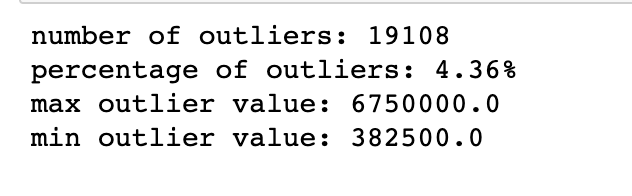 number of outliers: 19108
percentage of outliers: 4.36%
max outlier value: 6750000.0
min outlier value: 382500.0